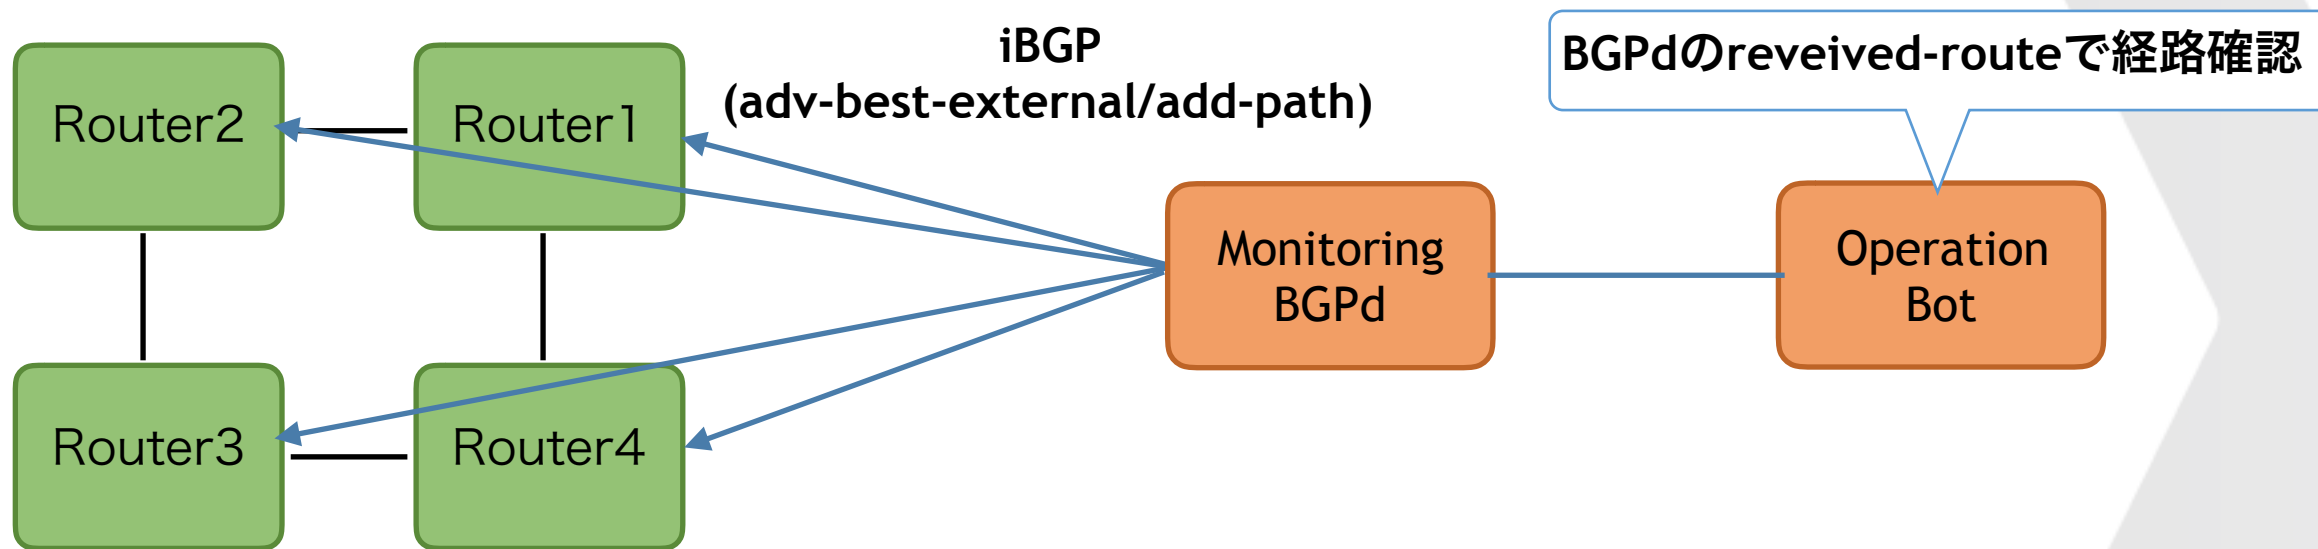 iBGP
(adv-best-external/add-path)
BGPdのreveived-routeで経路確認
Router2
Router1
Monitoring
BGPd
Operation
Bot
Router3
Router4